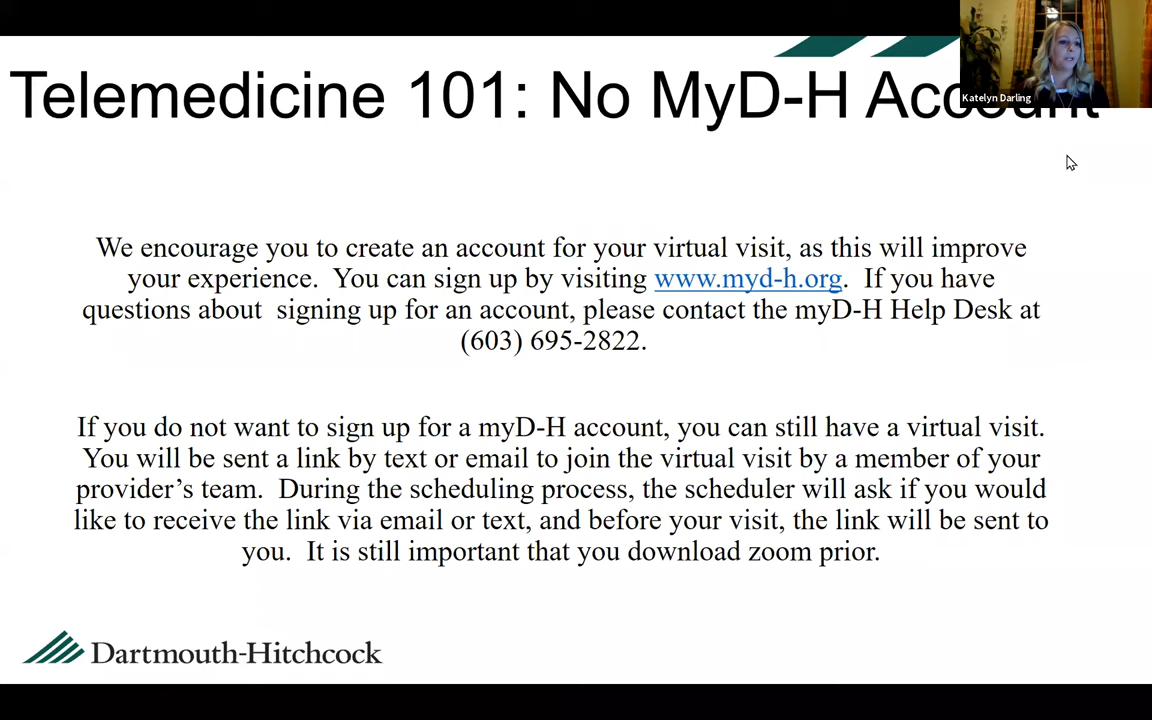 Telemedicine 101: No MyD-H Account
Katelyn Darling
We encourage you to create an account for your virtual visit, as this will improve
your experience.  You can sign up by visiting www.myd-h.org.  If you have
questions about  signing up for an account, please contact the myD-H Help Desk at
(603) 695-2822.
If you do not want to sign up for a myD-H account, you can still have a virtual visit.
You will be sent a link by text or email to join the virtual visit by a member of your
provider’s team.  During the scheduling process, the scheduler will ask if you would
like to receive the link via email or text, and before your visit, the link will be sent to
you.  It is still important that you download zoom prior.
Dartmouth-Hitchcock